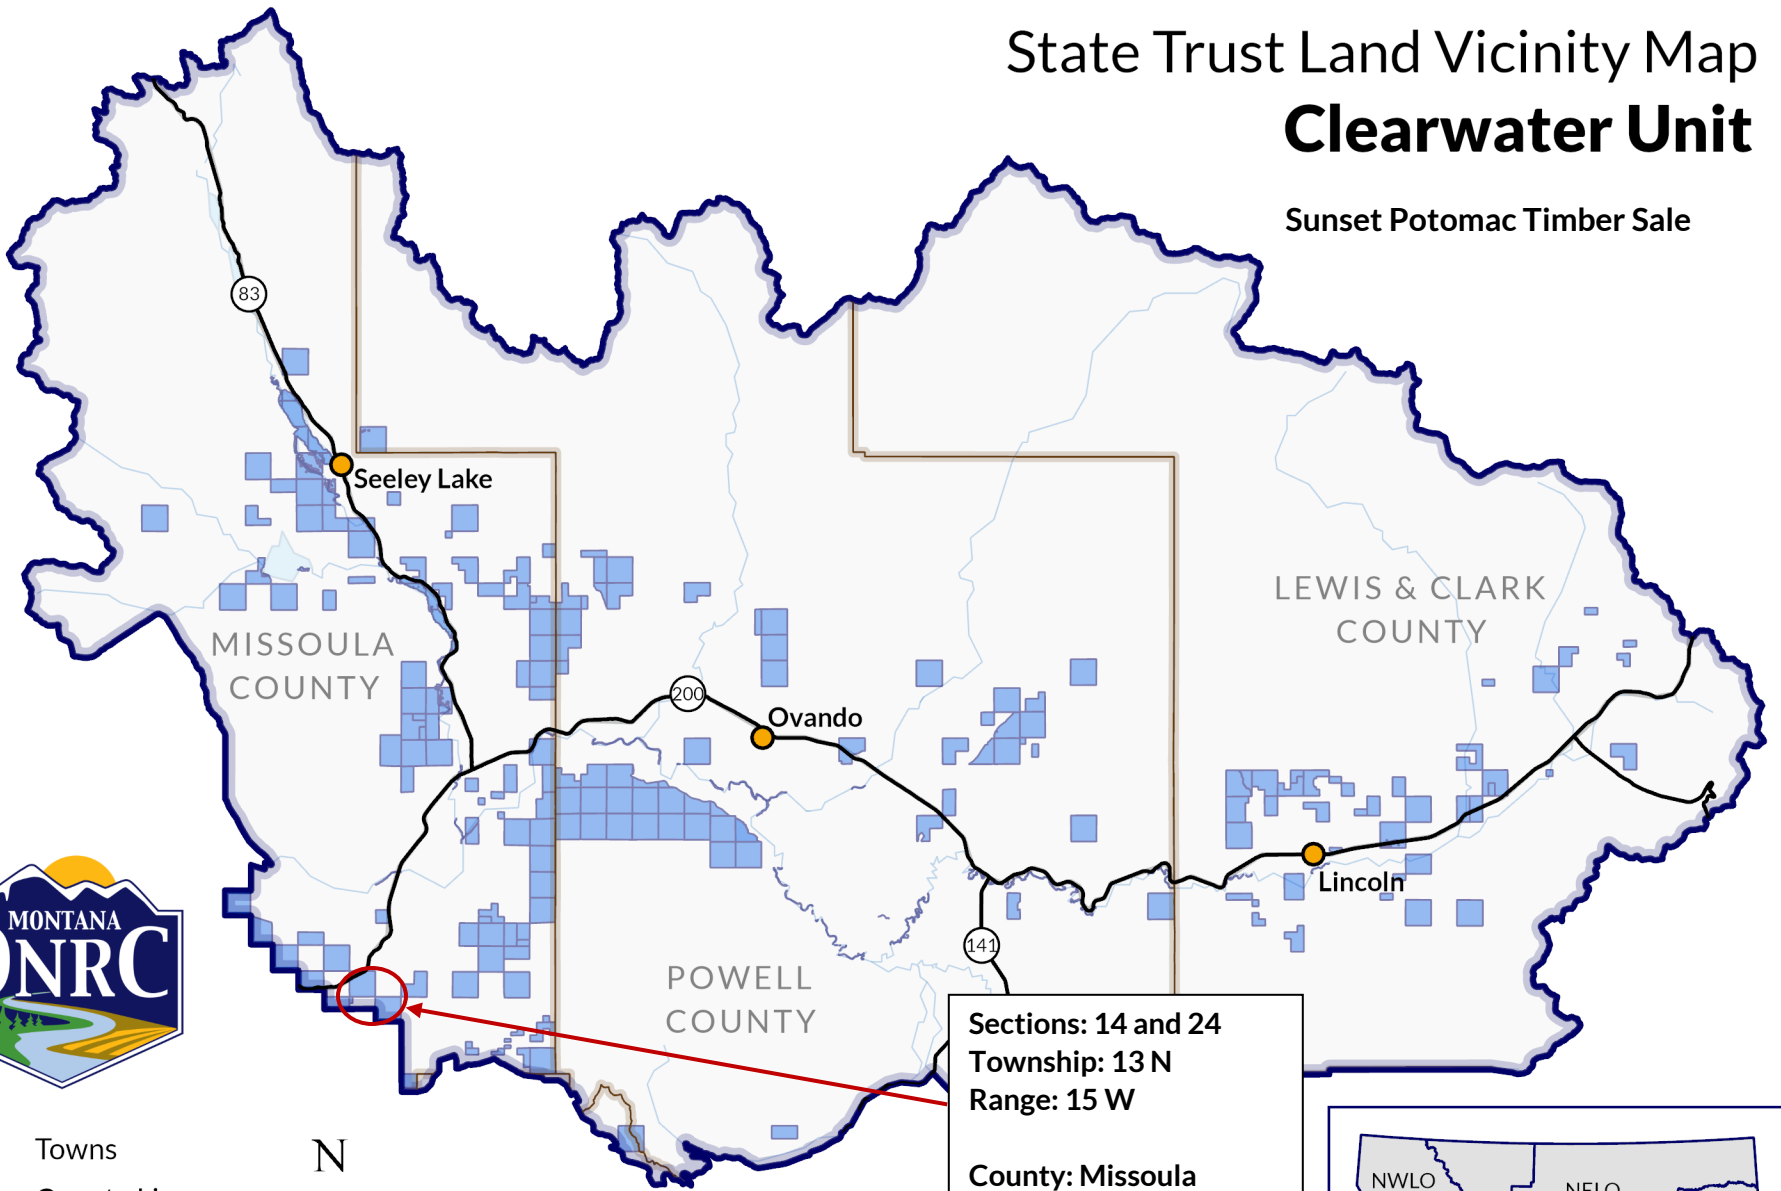 State Trust Land Vicinity Map
Clearwater Unit
Sunset Potomac Timber Sale
83
Seeley Lake
LEWIS & CLARK
COUNTY
MISSOULA
COUNTY
200
Ovando
Lincoln
MONTANA
DNRC
141
POWELL
COUNTY
Sections: 14 and 24
Township: 13 N
Range: 15 W
County: Missoula
Towns
N
NWLO